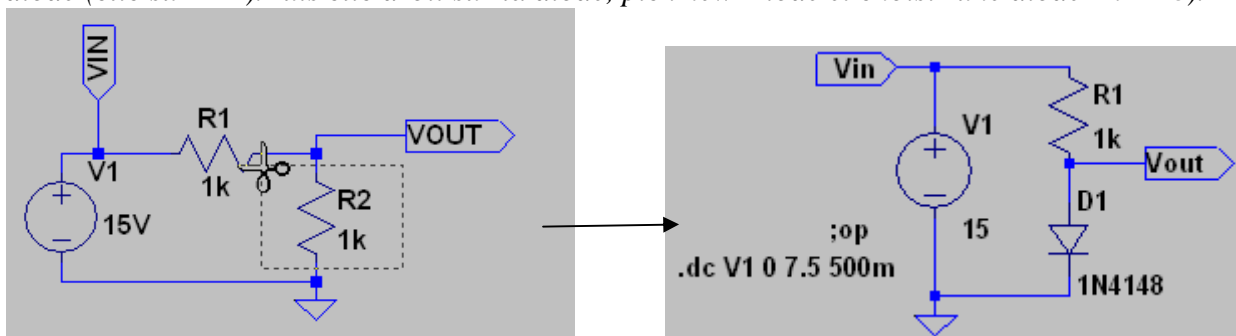 VIN
R1
1k
VOUT
V1
15V
R2
1k
Vin
R1
1k
V1
Vout
D1
;op
15
.dc V1 0 7.5 500m
1N4148